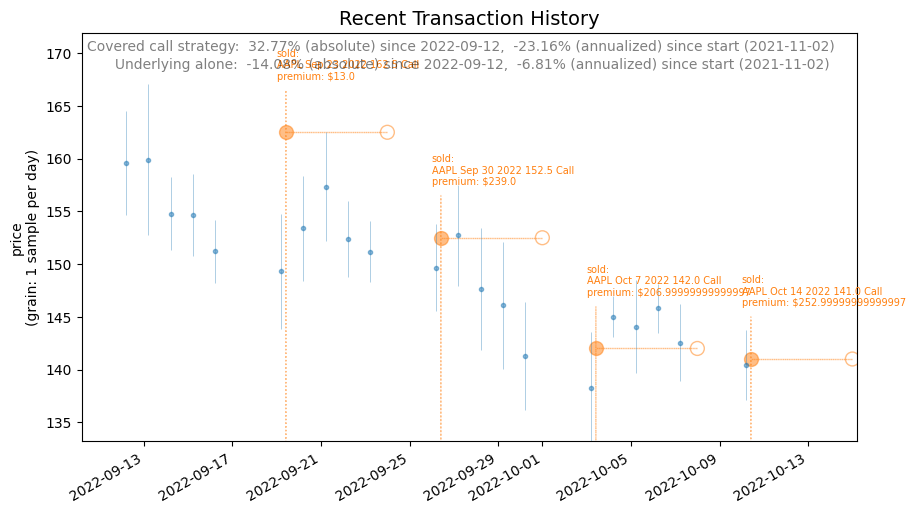 Recent Transaction History
Covered call strategy:  32.77% (absolute) since 2022-09-12,  -23.16% (annualized) since start (2021-11-02)
Underlying alone:  -14.08% (absolute) since 2022-09-12,  -6.81% (annualized) since start (2021-11-02)
sold:
AAPL Sep 23 2022 162.5 Call
premium: $13.0
sold:
AAPL Sep 30 2022 152.5 Call
premium: $239.0
sold:
AAPL Oct 7 2022 142.0 Call
premium: $206.99999999999997
sold:
AAPL Oct 14 2022 141.0 Call
premium: $252.99999999999997
price
(grain: 1 sample per day)
170
165
160
155
150
145
140
135
2022-09-13
2022-09-17
2022-09-21
2022-09-25
2022-09-29
2022-10-01
2022-10-05
2022-10-09
2022-10-13